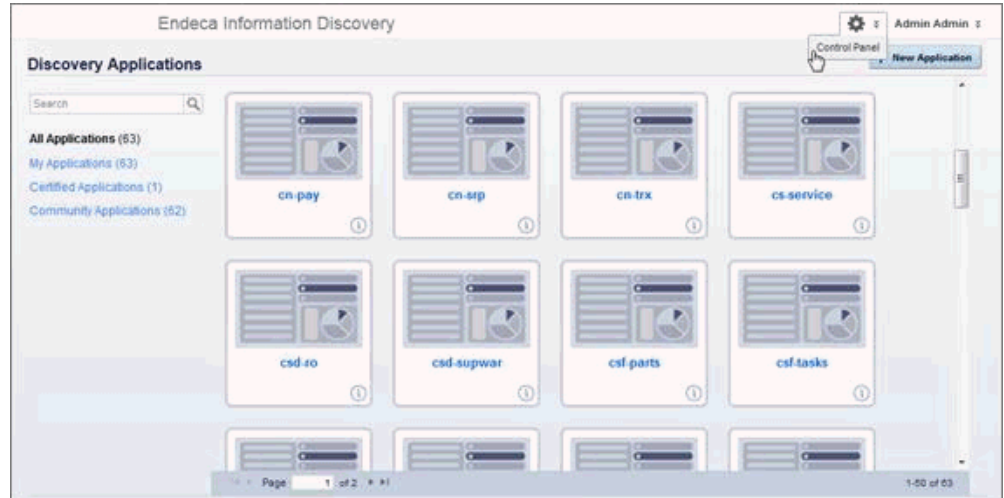 Endeca Information Discovery
Admin Admin
Control Panel
New Application
Discovery Applications
Search
All Applications (63)
My Applications (63)
Certified Applications (1)
Community Applications (62)
cn-pay
cn-srp
cn-trx
cs-service
csd-ro
csd-supwar
csf-parts
csf-tasks
Page 1 of 2
1-50 of 63